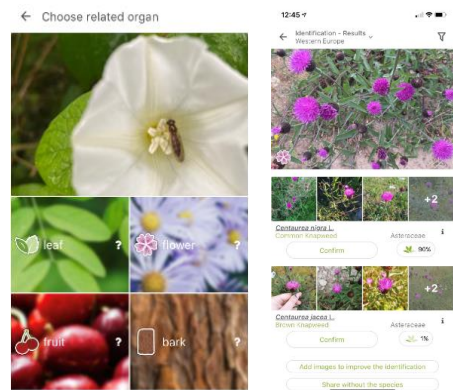 ← Choose related organ
leaf ?
flower ?
fruit ?
bark ?
12:45
← Identification - Results
Western Europe
+2
Centaurea nigra L.
Common Knapweed
Asteraceae
i
Confirm
90%
+2
Centaurea jacea L.
Brown Knapweed
Asteraceae
i
Confirm
1%
Add images to improve the identification
Share without the species